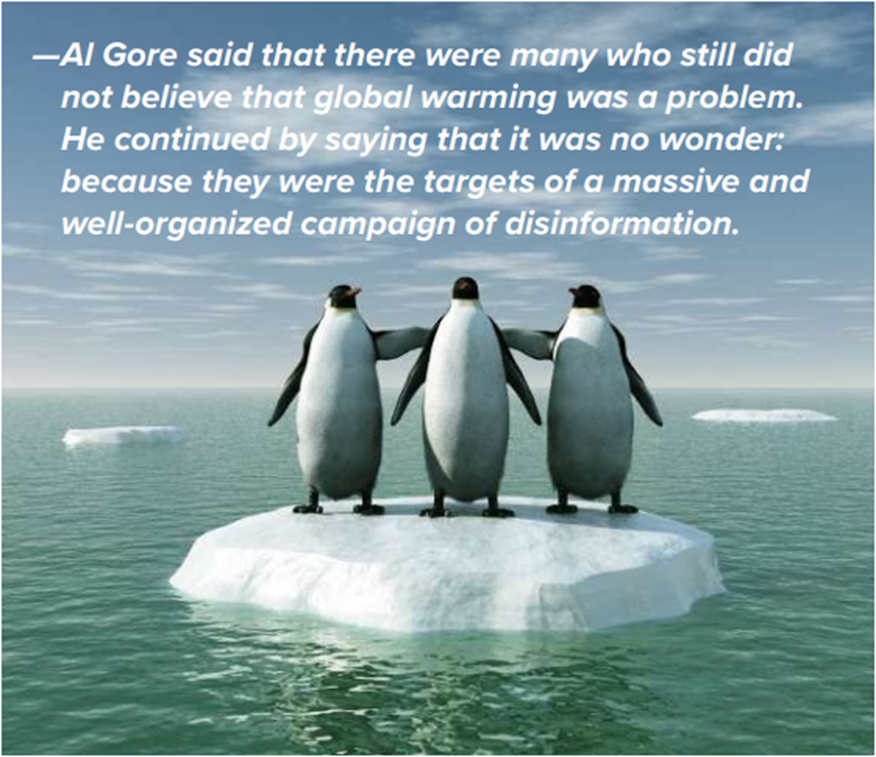 —Al Gore said that there were many who still did
not believe that global warming was a problem.
He continued by saying that it was no wonder:
because they were the targets of a massive and
well-organized campaign of disinformation.